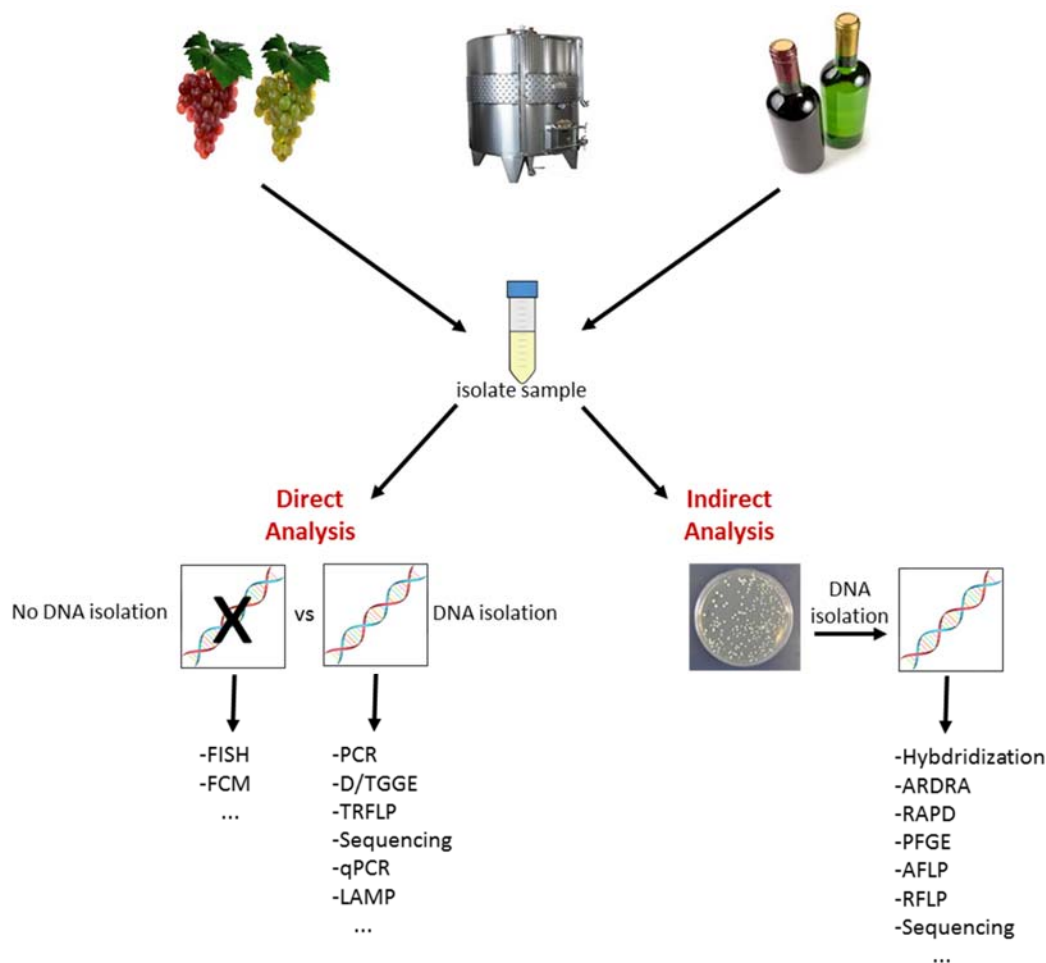 isolate sample
Direct
Analysis
Indirect
Analysis
No DNA isolation
X
vs
DNA isolation
DNA
isolation
-FISH
-FCM
...
-PCR
-D/TGGE
-TRFLP
-Sequencing
-qPCR
-LAMP
...
-Hybdridization
-ARDRA
-RAPD
-PFGE
-AFLP
-RFLP
-Sequencing
...